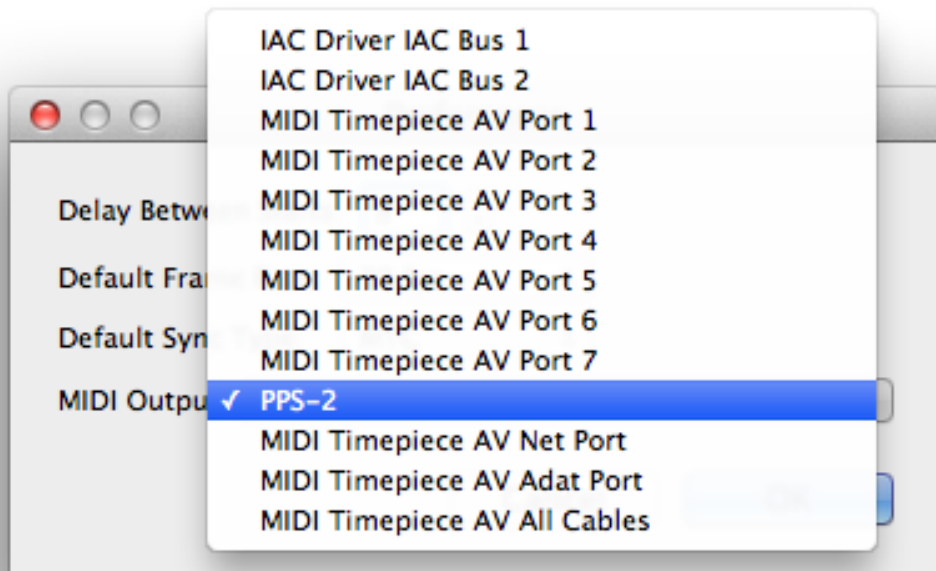 IAC Driver IAC Bus 1
IAC Driver IAC Bus 2
MIDI Timepiece AV Port 1
MIDI Timepiece AV Port 2
Delay Betw
MIDI Timepiece AV Port 3
MIDI Timepiece AV Port 4
Default Fra
MIDI Timepiece AV Port 5
MIDI Timepiece AV Port 6
Default Syn
MIDI Timepiece AV Port 7
MIDI Outpu ✓ PPS-2
MIDI Timepiece AV Net Port
MIDI Timepiece AV Adat Port
MIDI Timepiece AV All Cables
OK